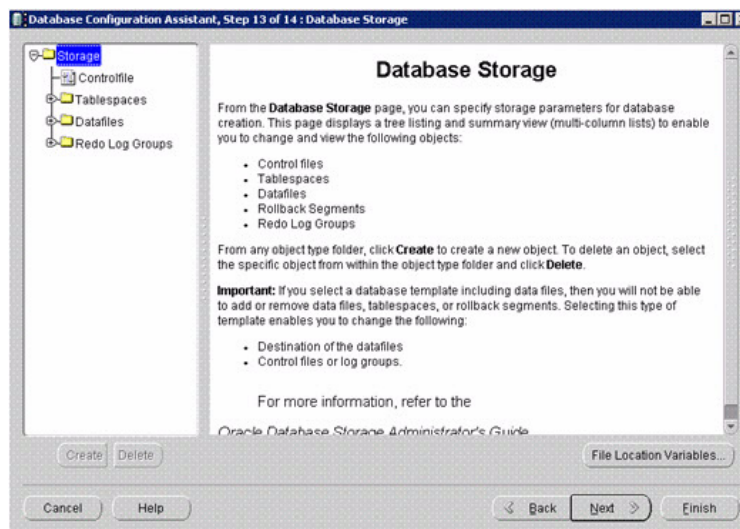 Database Configuration Assistant, Step 13 of 14 : Database Storage
Storage
Controlfile
Tablespaces
Datafiles
Redo Log Groups
Database Storage
From the Database Storage page, you can specify storage parameters for database
creation. This page displays a tree listing and summary view (multi-column lists) to enable
you to change and view the following objects:
• Control files
• Tablespaces
• Datafiles
• Rollback Segments
• Redo Log Groups
From any object type folder, click Create to create a new object. To delete an object, select
the specific object from within the object type folder and click Delete.
Important: If you select a database template including data files, then you will not be able
to add or remove data files, tablespaces, or rollback segments. Selecting this type of
template enables you to change the following:
• Destination of the datafiles
• Control files or log groups.
For more information, refer to the
Oracle Database Storage Administrator's Guide
Create Delete
File Location Variables...
Cancel Help Back Next Finish